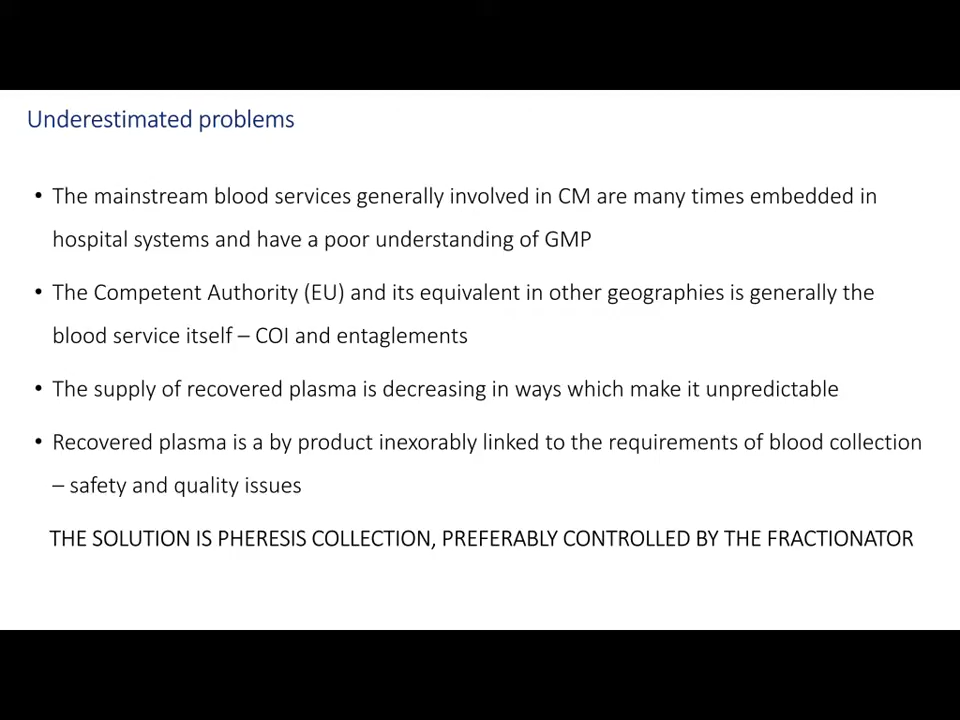 Underestimated problems
• The mainstream blood services generally involved in CM are many times embedded in
hospital systems and have a poor understanding of GMP
• The Competent Authority (EU) and its equivalent in other geographies is generally the
blood service itself – COI and entaglements
• The supply of recovered plasma is decreasing in ways which make it unpredictable
• Recovered plasma is a by product inexorably linked to the requirements of blood collection
– safety and quality issues
THE SOLUTION IS PHERESIS COLLECTION, PREFERABLY CONTROLLED BY THE FRACTIONATOR